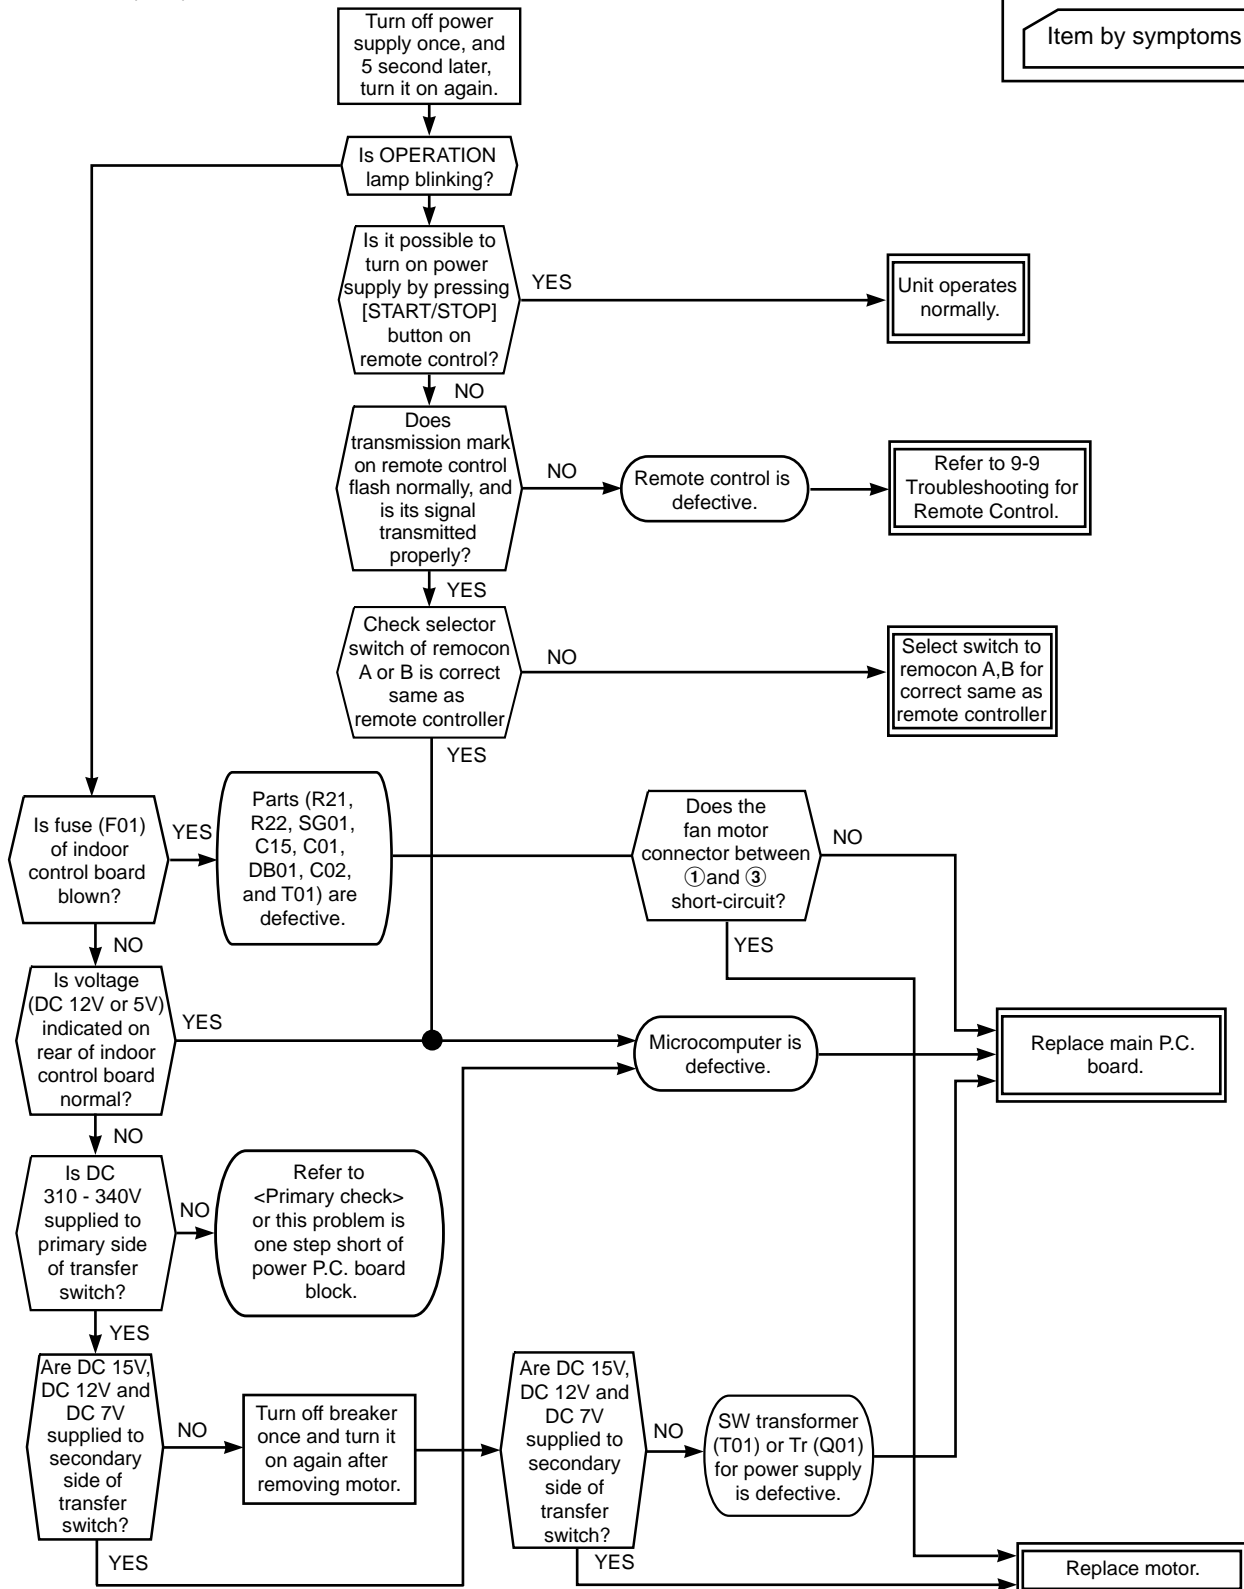 Turn off power
supply once, and
5 second later,
turn it on again.
Item by symptoms
Is OPERATION
lamp blinking?
Is it possible to
turn on power
supply by pressing
[START/STOP]
button on
remote control?
YES
Unit operates
normally.
NO
Does
transmission mark
on remote control
flash normally, and
is its signal
transmitted
properly?
NO
Remote control is
defective.
Refer to 9-9
Troubleshooting for
Remote Control.
YES
Check selector
switch of remocon
A or B is correct
same as
remote controller
NO
Select switch to
remocon A,B for
correct same as
remote controller
YES
Is fuse (F01)
of indoor
control board
blown?
YES
Parts (R21,
R22, SG01,
C15, C01,
DB01, C02,
and T01) are
defective.
Does the
fan motor
connector between
① and ③
short-circuit?
NO
YES
NO
Is voltage
(DC 12V or 5V)
indicated on
rear of indoor
control board
normal?
YES
Microcomputer is
defective.
Replace main P.C.
board.
NO
Is DC
310 - 340V
supplied to
primary side
of transfer
switch?
NO
Refer to
<Primary check>
or this problem is
one step short of
power P.C. board
block.
YES
Are DC 15V,
DC 12V and
DC 7V
supplied to
secondary
side of
transfer
switch?
NO
Turn off breaker
once and turn it
on again after
removing motor.
Are DC 15V,
DC 12V and
DC 7V
supplied to
secondary
side of
transfer
switch?
NO
SW transformer
(T01) or Tr (Q01)
for power supply
is defective.
YES
YES
Replace motor.